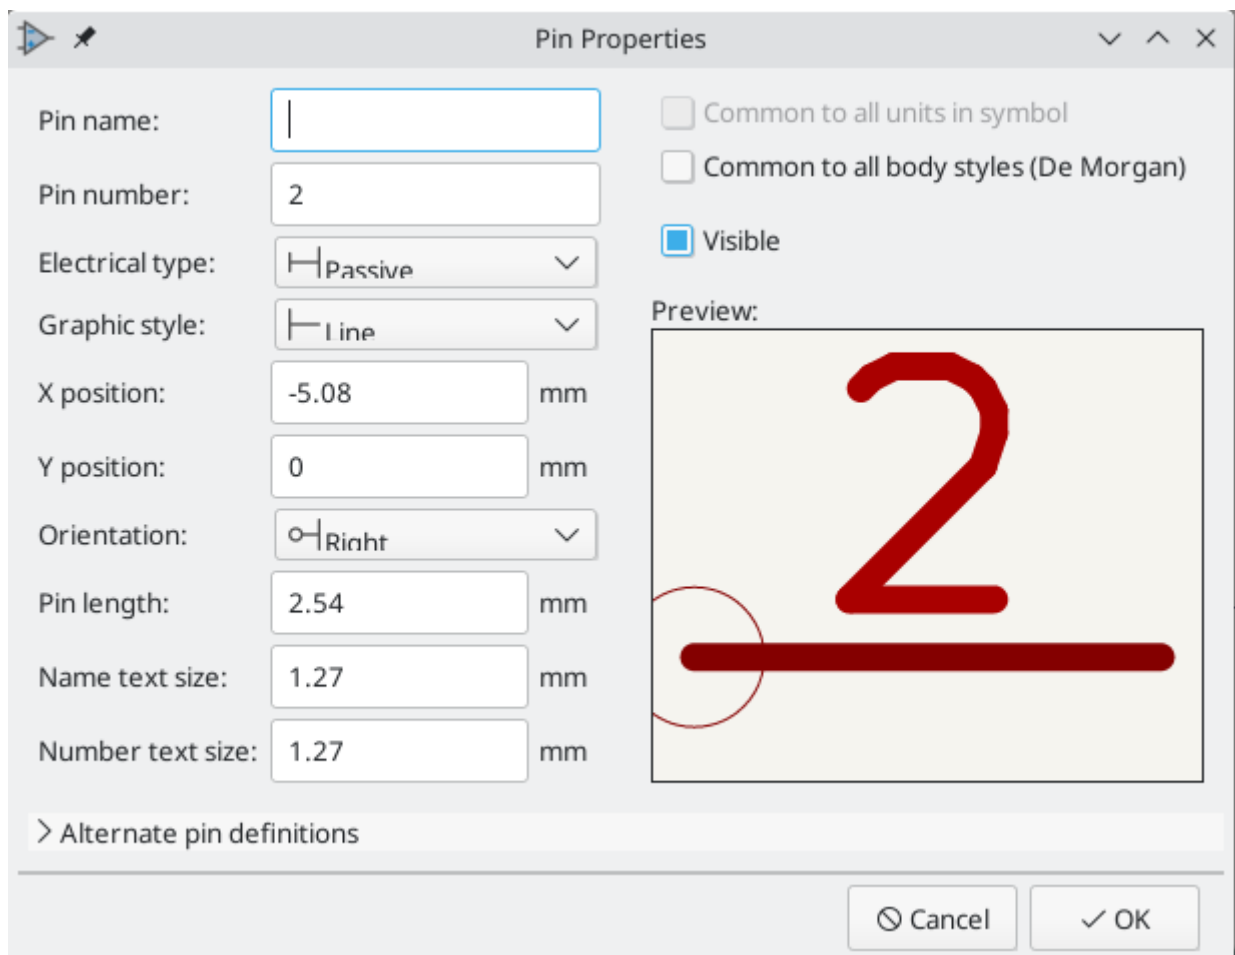 Pin Properties
Pin name:
Pin number: 2
Electrical type: Passive
Graphic style: Line
X position: -5.08 mm
Y position: 0 mm
Orientation: Right
Pin length: 2.54 mm
Name text size: 1.27 mm
Number text size: 1.27 mm
Common to all units in symbol
Common to all body styles (De Morgan)
Visible
Preview:
2
Alternate pin definitions
Cancel OK